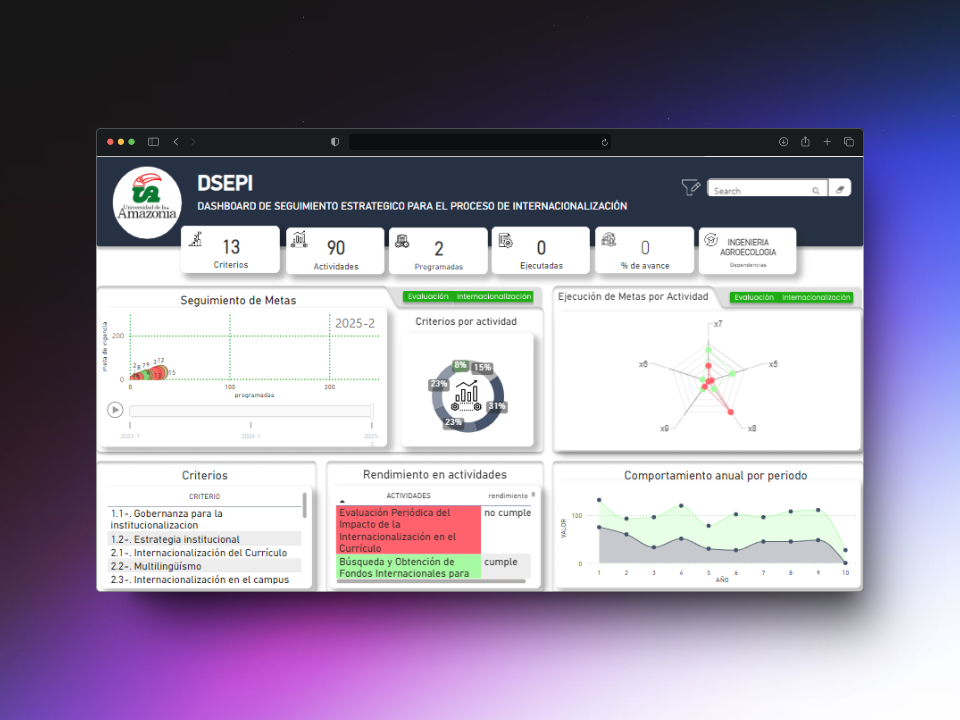 DSEPI
DASHBOARD DE SEGUIMIENTO ESTRATEGICO PARA EL PROCESO DE INTERNACIONALIZACIÓN
Universidad de la
Amazonia
Search
13
Criterios
90
Actividades
2
Programadas
0
Ejecutadas
0
% de avance
INGENIERIA
AGROECOLOGIA
Dependencias
Seguimiento de Metas
Evaluación Internacionalización
2025-2
meta de vigencia
200
0
0 100 200
programadas
2023-1 2024-1 2025-
2
Criterios por actividad
8%
15%
31%
23%
23%
Ejecución de Metas por Actividad
Evaluación Internacionalización
x7
x5
x8
x9
x6
Criterios
CRITERIO
1.1-. Gobernanza para la
institucionalizacion
1.2-. Estrategia institucional
2.1-. Internacionalización del Currículo
2.2-. Multilingüismo
2.3-. Internacionalización en el campus
Rendimiento en actividades
ACTIVIDADES rendimiento
Evaluación Periódica del no cumple
Impacto de la
Internacionalización en el
Currículo
Búsqueda y Obtención de cumple
Fondos Internacionales para
Comportamiento anual por periodo
VALOR
100
0
1 2 3 4 5 6 7 8 9 10
AÑO